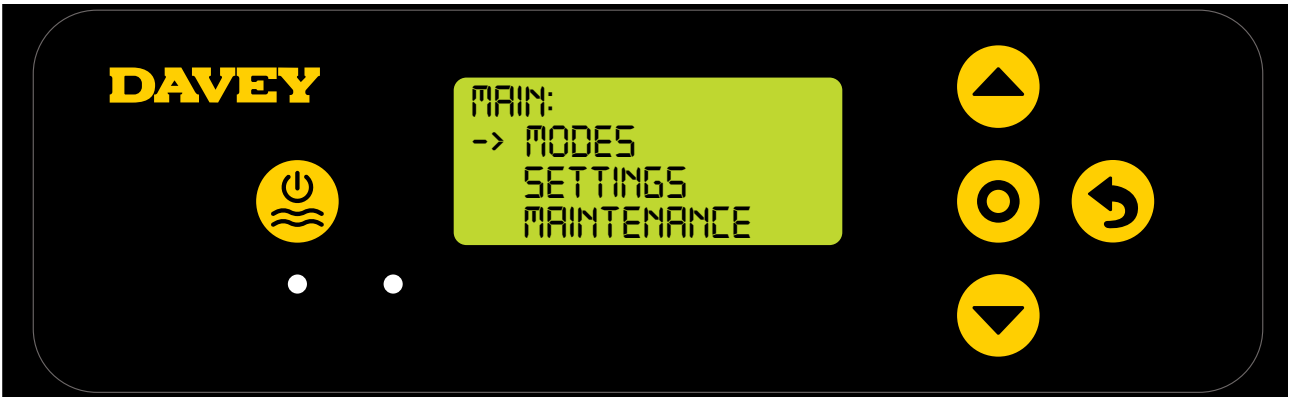 DAVEY
MAIN:
-> MODES
SETTINGS
MAINTENANCE